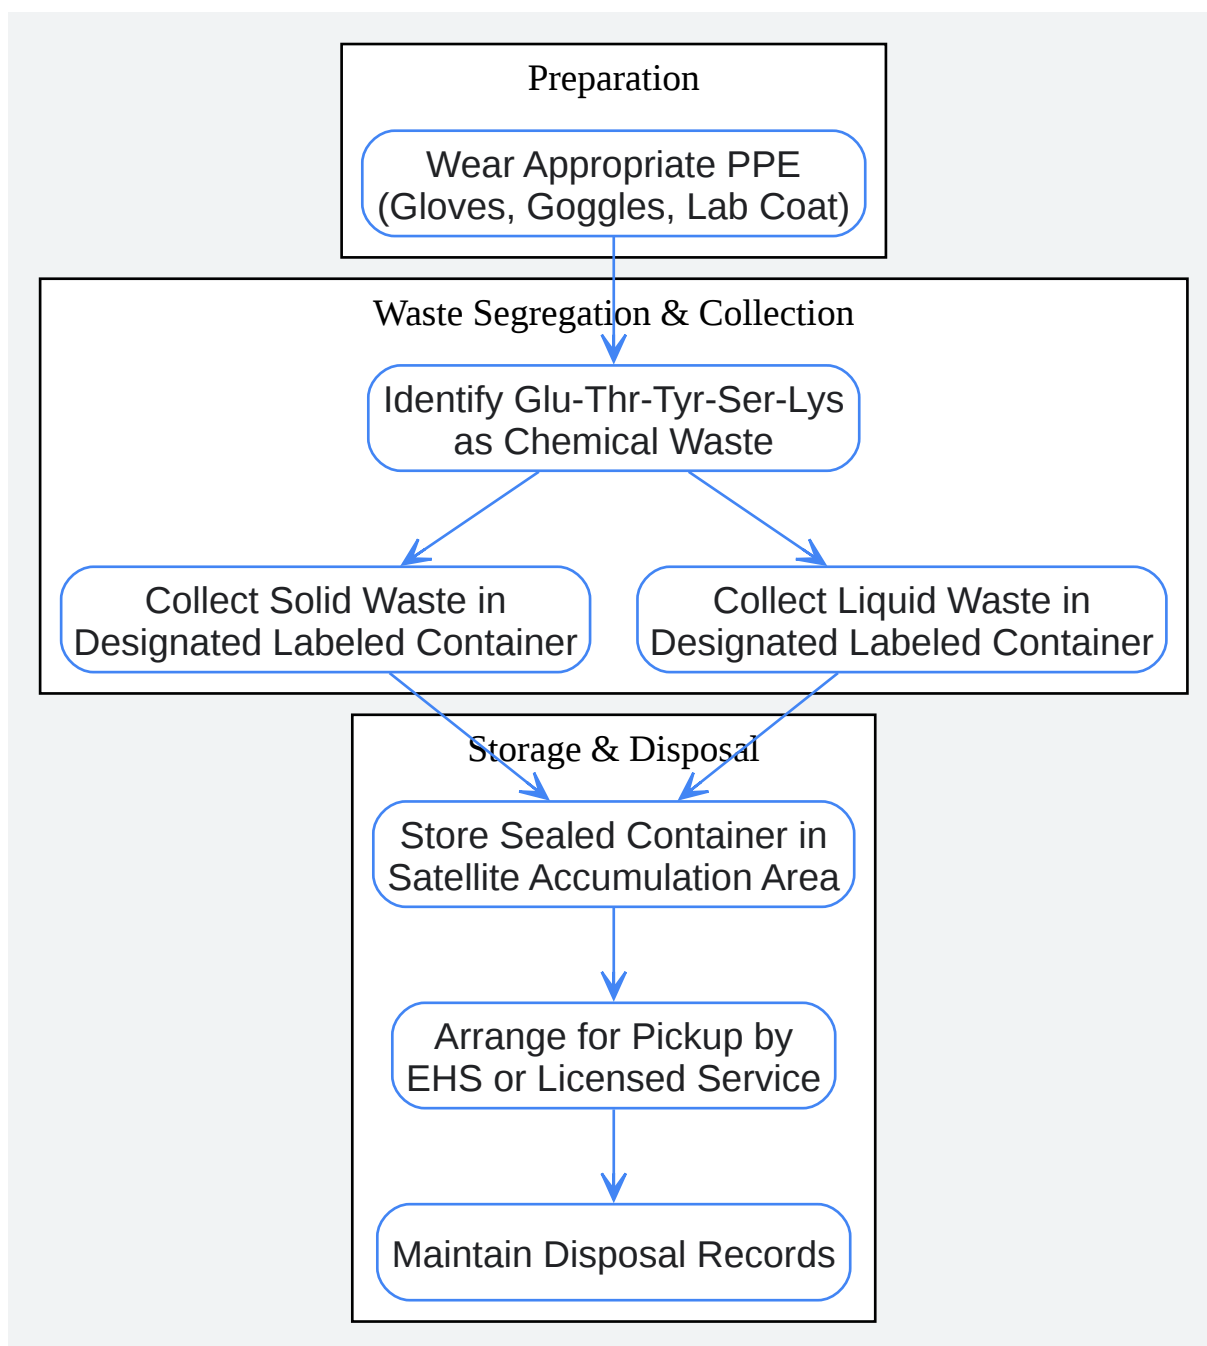 Preparation
Wear Appropriate PPE
(Gloves, Goggles, Lab Coat)
Waste Segregation & Collection
Identify Glu-Thr-Tyr-Ser-Lys
as Chemical Waste
Collect Solid Waste in
Designated Labeled Container
Collect Liquid Waste in
Designated Labeled Container
Storage & Disposal
Store Sealed Container in
Satellite Accumulation Area
Arrange for Pickup by
EHS or Licensed Service
Maintain Disposal Records